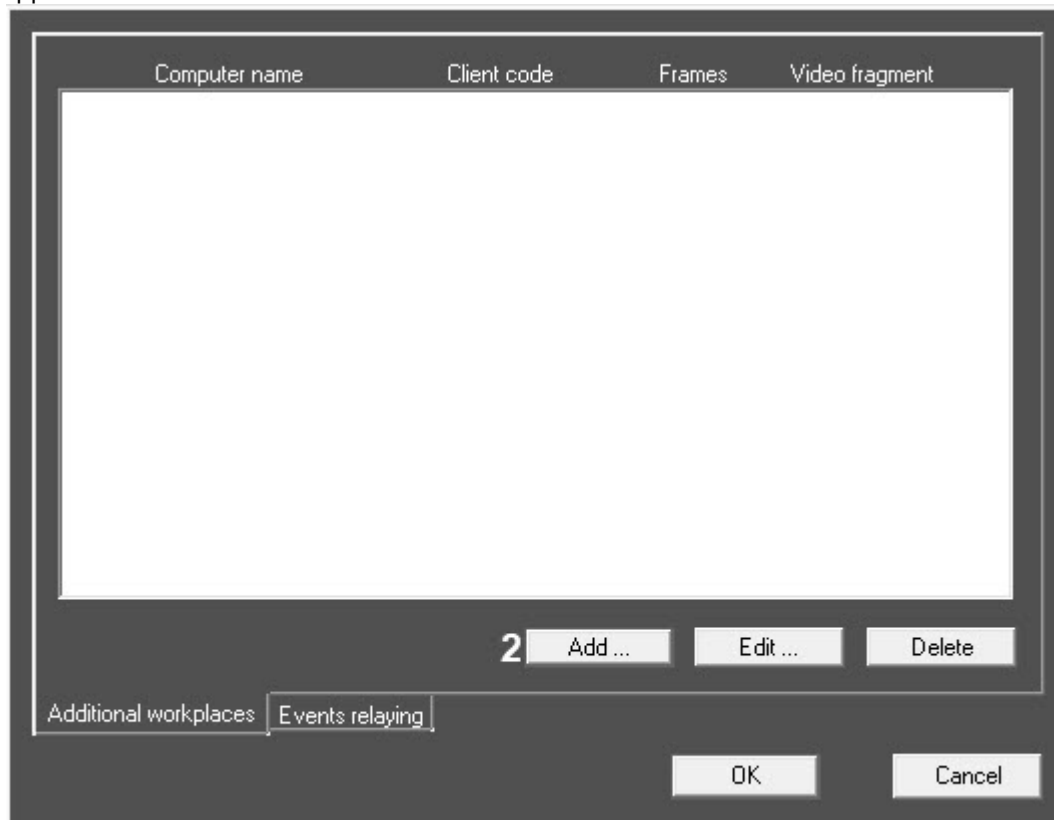 Computer name Client code Frames Video fragment
2 Add ... Edit ... Delete
Additional workplaces Events relaying
OK Cancel